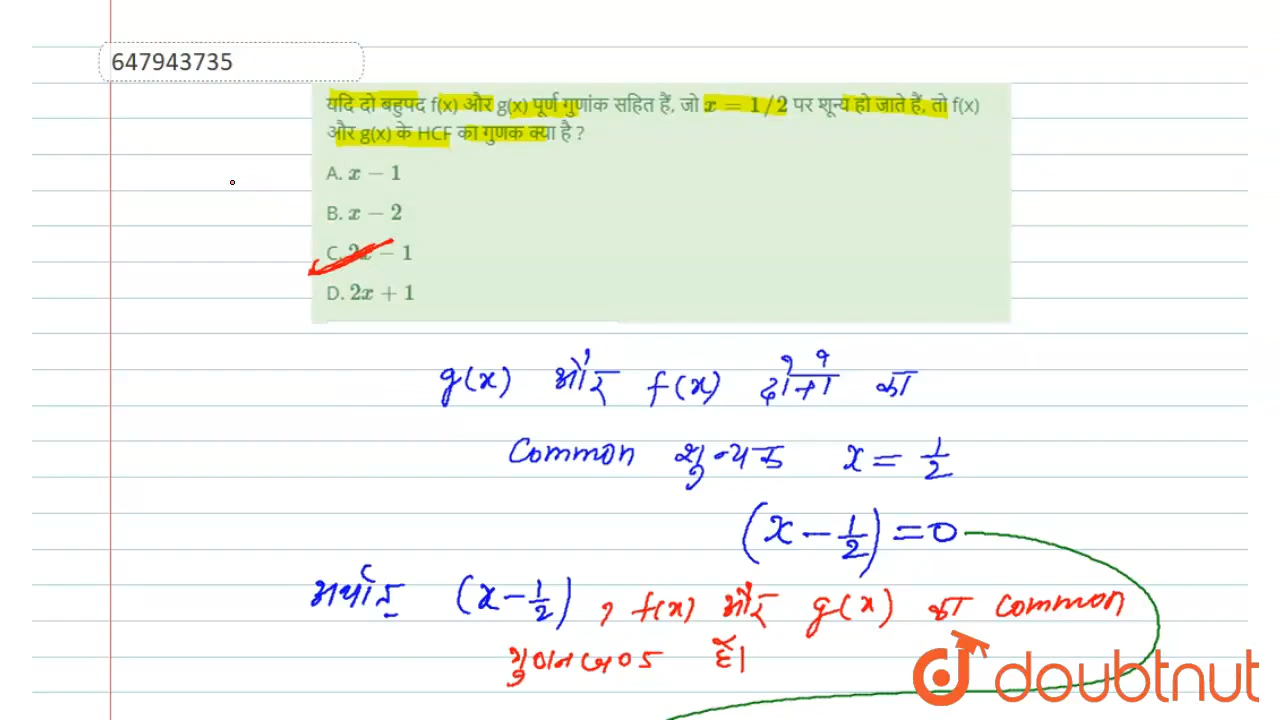 647943735
यदि दो बहुपद f(x) और g(x) पूर्ण गुणांक सहित हैं, जो x = 1/2 पर शून्य हो जाते हैं, तो f(x)
और g(x) के HCF का गुणक क्या है ?
A. x − 1
B. x − 2
C. 2x − 1
D. 2x + 1
g(x) और f(x) दोनों का
Common शून्यक x = 1/2
(x − 1/2) = 0
अर्थात (x − 1/2), f(x) और g(x) का common
गुणनखण्ड है।
doubtnut